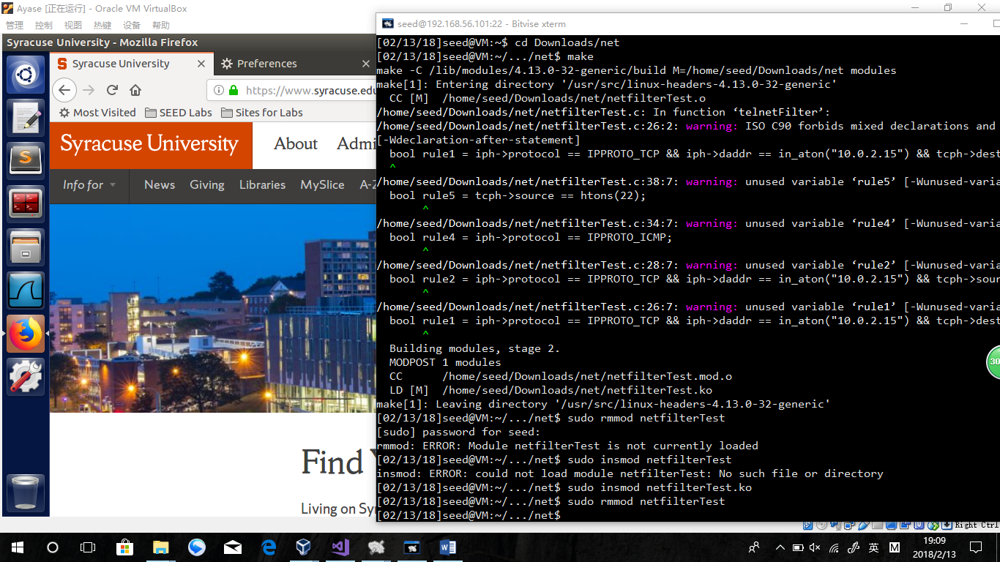 Ayase [正在运行] - Oracle VM VirtualBox
管理 控制 视图 热键 设备 帮助
Syracuse University - Mozilla Firefox
Syracuse University
Preferences
https://www.syracuse.edu
Most Visited SEED Labs Sites for Labs
Syracuse University
About Admi
Info for News Giving Libraries MySlice A-Z
Find
Living on Syr
seed@192.168.56.101:22 - Bitvise xterm
[02/13/18]seed@VM:~$ cd Downloads/net
[02/13/18]seed@VM:~/.../net$ make
make -C /lib/modules/4.13.0-32-generic/build M=/home/seed/Downloads/net modules
make[1]: Entering directory '/usr/src/linux-headers-4.13.0-32-generic'
CC [M] /home/seed/Downloads/net/netfilterTest.o
/home/seed/Downloads/net/netfilterTest.c: In function ‘telnetFilter’:
/home/seed/Downloads/net/netfilterTest.c:26:2: warning: ISO C90 forbids mixed declarations and
[-Wdeclaration-after-statement]
bool rule1 = iph->protocol == IPPROTO_TCP && iph->daddr == in_aton("10.0.2.15") && tcph->dest
^
/home/seed/Downloads/net/netfilterTest.c:38:7: warning: unused variable ‘rule5’ [-Wunused-varia
bool rule5 = tcph->source == htons(22);
^
/home/seed/Downloads/net/netfilterTest.c:34:7: warning: unused variable ‘rule4’ [-Wunused-varia
bool rule4 = iph->protocol == IPPROTO_ICMP;
^
/home/seed/Downloads/net/netfilterTest.c:28:7: warning: unused variable ‘rule2’ [-Wunused-varia
bool rule2 = iph->protocol == IPPROTO_TCP && iph->daddr == in_aton("10.0.2.15") && tcph->sour
^
/home/seed/Downloads/net/netfilterTest.c:26:7: warning: unused variable ‘rule1’ [-Wunused-varia
bool rule1 = iph->protocol == IPPROTO_TCP && iph->daddr == in_aton("10.0.2.15") && tcph->dest
^
Building modules, stage 2.
MODPOST 1 modules
CC /home/seed/Downloads/net/netfilterTest.mod.o
LD [M] /home/seed/Downloads/net/netfilterTest.ko
make[1]: Leaving directory '/usr/src/linux-headers-4.13.0-32-generic'
[02/13/18]seed@VM:~/.../net$ sudo rmmod netfilterTest
[sudo] password for seed:
rmmod: ERROR: Module netfilterTest is not currently loaded
[02/13/18]seed@VM:~/.../net$ sudo insmod netfilterTest
insmod: ERROR: could not load module netfilterTest: No such file or directory
[02/13/18]seed@VM:~/.../net$ sudo insmod netfilterTest.ko
[02/13/18]seed@VM:~/.../net$ sudo rmmod netfilterTest
[02/13/18]seed@VM:~/.../net$
30
Right Ctrl
英 M
19:09
2018/2/13